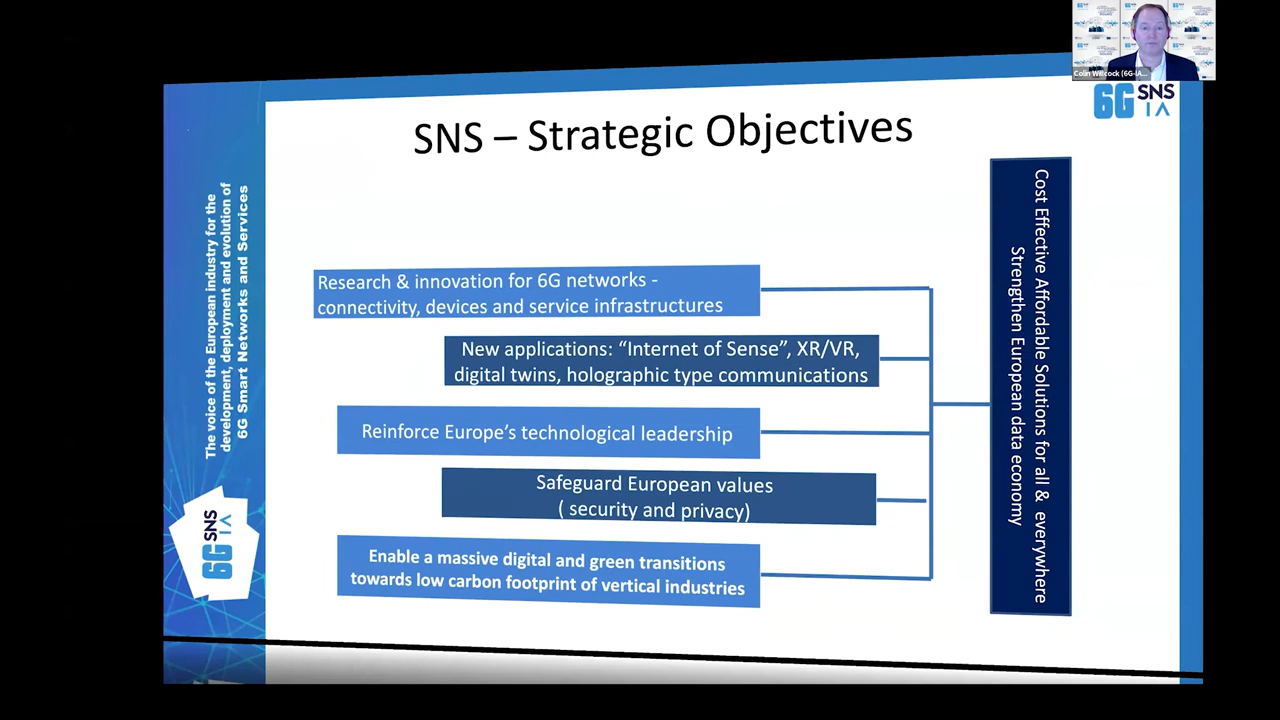 Colin Willcock (6G-IA...
6G SNS
IA
SNS – Strategic Objectives
The voice of the European industry for the
development, deployment and evolution of
6G Smart Networks and Services
6G SNS
IA
Research & innovation for 6G networks -
connectivity, devices and service infrastructures
New applications: “Internet of Sense”, XR/VR,
digital twins, holographic type communications
Reinforce Europe’s technological leadership
Safeguard European values
( security and privacy)
Enable a massive digital and green transitions
towards low carbon footprint of vertical industries
Cost Effective Affordable Solutions for all & everywhere
Strengthen European data economy